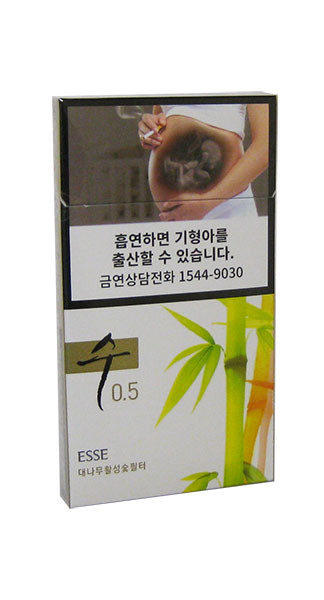 흡연하면 기형아를
출산할 수 있습니다.
금연상담전화 1544-9030
수 0.5
ESSE
대나무활성숯필터